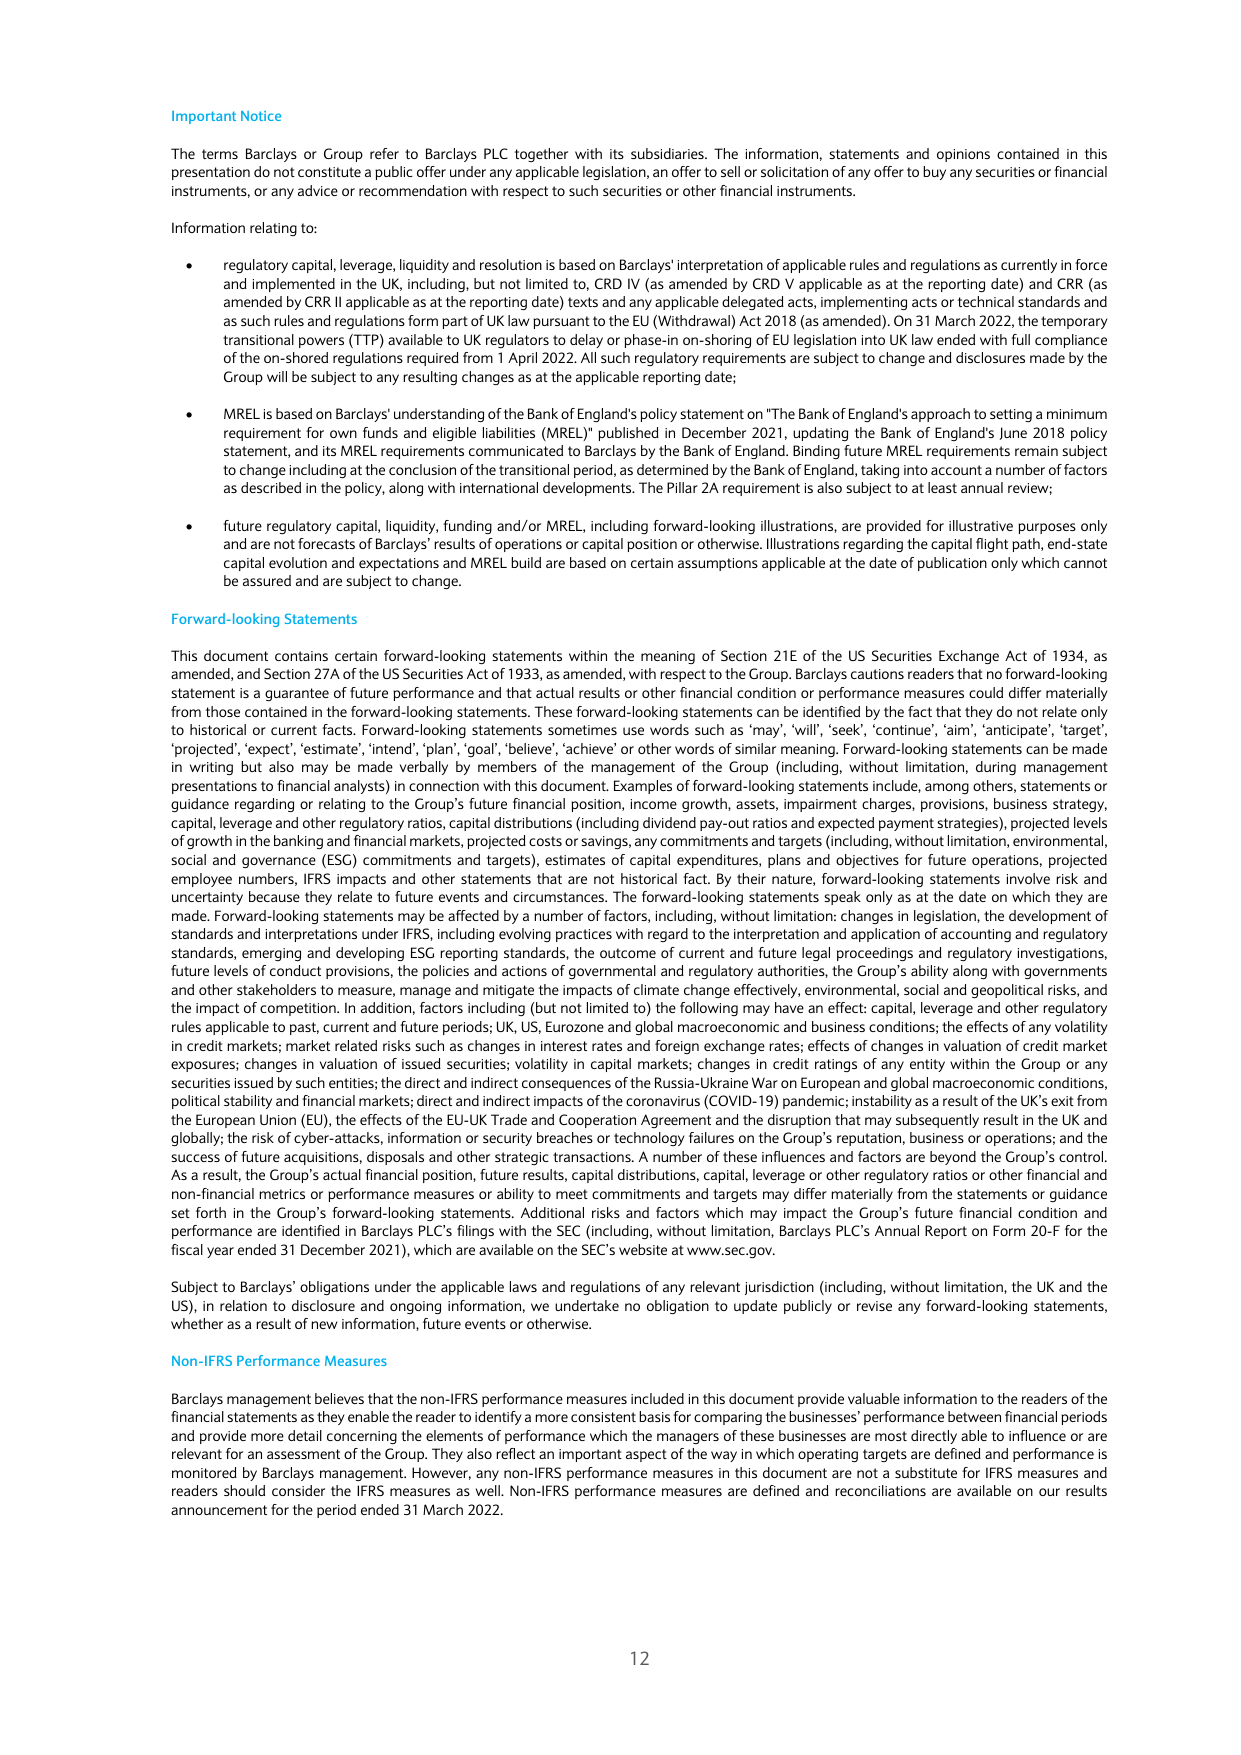 Important Notice
The terms Barclays or Group refer to Barclays PLC together with its subsidiaries. The information, statements and opinions contained in this
presentation do not constitute a public offer under any applicable legislation, an offer to sell or solicitation of any offer to buy any securities or financial
instruments, or any advice or recommendation with respect to such securities or other financial instruments.
Information relating to:
• regulatory capital, leverage, liquidity and resolution is based on Barclays' interpretation of applicable rules and regulations as currently in force
and implemented in the UK, including, but not limited to, CRD IV (as amended by CRD V applicable as at the reporting date) and CRR (as
amended by CRR II applicable as at the reporting date) texts and any applicable delegated acts, implementing acts or technical standards and
as such rules and regulations form part of UK law pursuant to the EU (Withdrawal) Act 2018 (as amended). On 31 March 2022, the temporary
transitional powers (TTP) available to UK regulators to delay or phase-in on-shoring of EU legislation into UK law ended with full compliance
of the on-shored regulations required from 1 April 2022. All such regulatory requirements are subject to change and disclosures made by the
Group will be subject to any resulting changes as at the applicable reporting date;
• MREL is based on Barclays' understanding of the Bank of England's policy statement on "The Bank of England's approach to setting a minimum
requirement for own funds and eligible liabilities (MREL)" published in December 2021, updating the Bank of England's June 2018 policy
statement, and its MREL requirements communicated to Barclays by the Bank of England. Binding future MREL requirements remain subject
to change including at the conclusion of the transitional period, as determined by the Bank of England, taking into account a number of factors
as described in the policy, along with international developments. The Pillar 2A requirement is also subject to at least annual review;
• future regulatory capital, liquidity, funding and/or MREL, including forward-looking illustrations, are provided for illustrative purposes only
and are not forecasts of Barclays’ results of operations or capital position or otherwise. Illustrations regarding the capital flight path, end-state
capital evolution and expectations and MREL build are based on certain assumptions applicable at the date of publication only which cannot
be assured and are subject to change.
Forward-looking Statements
This document contains certain forward-looking statements within the meaning of Section 21E of the US Securities Exchange Act of 1934, as
amended, and Section 27A of the US Securities Act of 1933, as amended, with respect to the Group. Barclays cautions readers that no forward-looking
statement is a guarantee of future performance and that actual results or other financial condition or performance measures could differ materially
from those contained in the forward-looking statements. These forward-looking statements can be identified by the fact that they do not relate only
to historical or current facts. Forward-looking statements sometimes use words such as ‘may’, ‘will’, ‘seek’, ‘continue’, ‘aim’, ‘anticipate’, ‘target’,
‘projected’, ‘expect’, ‘estimate’, ‘intend’, ‘plan’, ‘goal’, ‘believe’, ‘achieve’ or other words of similar meaning. Forward-looking statements can be made
in writing but also may be made verbally by members of the management of the Group (including, without limitation, during management
presentations to financial analysts) in connection with this document. Examples of forward-looking statements include, among others, statements or
guidance regarding or relating to the Group’s future financial position, income growth, assets, impairment charges, provisions, business strategy,
capital, leverage and other regulatory ratios, capital distributions (including dividend pay-out ratios and expected payment strategies), projected levels
of growth in the banking and financial markets, projected costs or savings, any commitments and targets (including, without limitation, environmental,
social and governance (ESG) commitments and targets), estimates of capital expenditures, plans and objectives for future operations, projected
employee numbers, IFRS impacts and other statements that are not historical fact. By their nature, forward-looking statements involve risk and
uncertainty because they relate to future events and circumstances. The forward-looking statements speak only as at the date on which they are
made. Forward-looking statements may be affected by a number of factors, including, without limitation: changes in legislation, the development of
standards and interpretations under IFRS, including evolving practices with regard to the interpretation and application of accounting and regulatory
standards, emerging and developing ESG reporting standards, the outcome of current and future legal proceedings and regulatory investigations,
future levels of conduct provisions, the policies and actions of governmental and regulatory authorities, the Group’s ability along with governments
and other stakeholders to measure, manage and mitigate the impacts of climate change effectively, environmental, social and geopolitical risks, and
the impact of competition. In addition, factors including (but not limited to) the following may have an effect: capital, leverage and other regulatory
rules applicable to past, current and future periods; UK, US, Eurozone and global macroeconomic and business conditions; the effects of any volatility
in credit markets; market related risks such as changes in interest rates and foreign exchange rates; effects of changes in valuation of credit market
exposures; changes in valuation of issued securities; volatility in capital markets; changes in credit ratings of any entity within the Group or any
securities issued by such entities; the direct and indirect consequences of the Russia-Ukraine War on European and global macroeconomic conditions,
political stability and financial markets; direct and indirect impacts of the coronavirus (COVID-19) pandemic; instability as a result of the UK’s exit from
the European Union (EU), the effects of the EU-UK Trade and Cooperation Agreement and the disruption that may subsequently result in the UK and
globally; the risk of cyber-attacks, information or security breaches or technology failures on the Group’s reputation, business or operations; and the
success of future acquisitions, disposals and other strategic transactions. A number of these influences and factors are beyond the Group’s control.
As a result, the Group’s actual financial position, future results, capital distributions, capital, leverage or other regulatory ratios or other financial and
non-financial metrics or performance measures or ability to meet commitments and targets may differ materially from the statements or guidance
set forth in the Group’s forward-looking statements. Additional risks and factors which may impact the Group’s future financial condition and
performance are identified in Barclays PLC’s filings with the SEC (including, without limitation, Barclays PLC’s Annual Report on Form 20-F for the
fiscal year ended 31 December 2021), which are available on the SEC’s website at www.sec.gov.
Subject to Barclays’ obligations under the applicable laws and regulations of any relevant jurisdiction (including, without limitation, the UK and the
US), in relation to disclosure and ongoing information, we undertake no obligation to update publicly or revise any forward-looking statements,
whether as a result of new information, future events or otherwise.
Non-IFRS Performance Measures
Barclays management believes that the non-IFRS performance measures included in this document provide valuable information to the readers of the
financial statements as they enable the reader to identify a more consistent basis for comparing the businesses’ performance between financial periods
and provide more detail concerning the elements of performance which the managers of these businesses are most directly able to influence or are
relevant for an assessment of the Group. They also reflect an important aspect of the way in which operating targets are defined and performance is
monitored by Barclays management. However, any non-IFRS performance measures in this document are not a substitute for IFRS measures and
readers should consider the IFRS measures as well. Non-IFRS performance measures are defined and reconciliations are available on our results
announcement for the period ended 31 March 2022.
12